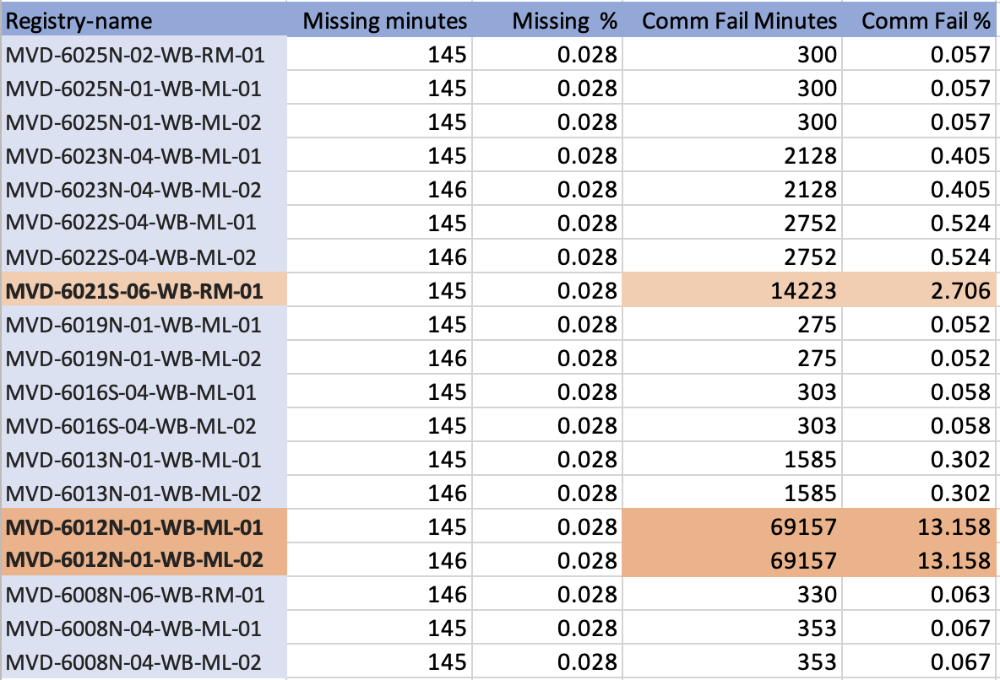 Registry-name Missing minutes Missing % Comm Fail Minutes Comm Fail %
MVD-6025N-02-WB-RM-01 145 0.028 300 0.057
MVD-6025N-01-WB-ML-01 145 0.028 300 0.057
MVD-6025N-01-WB-ML-02 145 0.028 300 0.057
MVD-6023N-04-WB-ML-01 145 0.028 2128 0.405
MVD-6023N-04-WB-ML-02 146 0.028 2128 0.405
MVD-6022S-04-WB-ML-01 145 0.028 2752 0.524
MVD-6022S-04-WB-ML-02 146 0.028 2752 0.524
MVD-6021S-06-WB-RM-01 145 0.028 14223 2.706
MVD-6019N-01-WB-ML-01 145 0.028 275 0.052
MVD-6019N-01-WB-ML-02 146 0.028 275 0.052
MVD-6016S-04-WB-ML-01 145 0.028 303 0.058
MVD-6016S-04-WB-ML-02 145 0.028 303 0.058
MVD-6013N-01-WB-ML-01 145 0.028 1585 0.302
MVD-6013N-01-WB-ML-02 146 0.028 1585 0.302
MVD-6012N-01-WB-ML-01 145 0.028 69157 13.158
MVD-6012N-01-WB-ML-02 146 0.028 69157 13.158
MVD-6008N-06-WB-RM-01 146 0.028 330 0.063
MVD-6008N-04-WB-ML-01 145 0.028 353 0.067
MVD-6008N-04-WB-ML-02 145 0.028 353 0.067